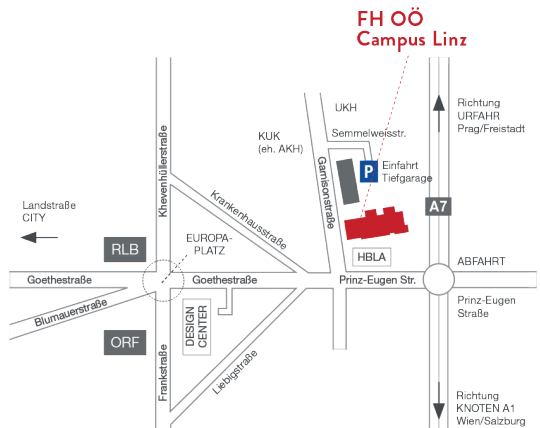 FH OÖ
Campus Linz
UKH
Semmelweisstr.
KUK
(eh. AKH)
P
Einfahrt
Tiefgarage
Richtung
URFAHR
Prag/Freistadt
Khevenhüllerstraße
Krankenhausstraße
Garnisonstraße
A7
Landstraße
CITY
RLB
EUROPA-
PLATZ
HBLA
ABFAHRT
Goethestraße
Goethestraße
Prinz-Eugen Str.
Prinz-Eugen
Straße
Blumauerstraße
DESIGN
CENTER
ORF
Frankstraße
Liebigstraße
Richtung
KNOTEN A1
Wien/Salzburg